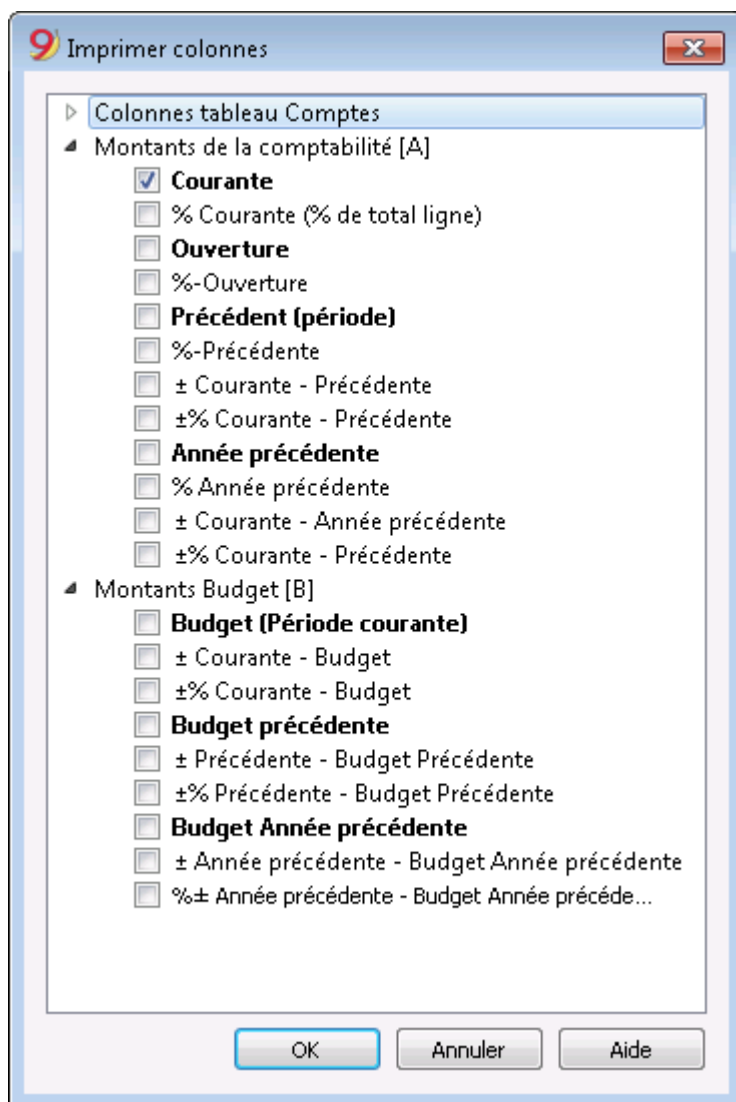 9 Imprimer colonnes
Colonnes tableau Comptes
Montants de la comptabilité [A]
Courante
% Courante (% de total ligne)
Ouverture
%-Ouverture
Précédent (période)
%-Précédente
± Courante - Précédente
±% Courante - Précédente
Année précédente
% Année précédente
± Courante - Année précédente
±% Courante - Précédente
Montants Budget [B]
Budget (Période courante)
± Courante - Budget
±% Courante - Budget
Budget précédente
± Précédente - Budget Précédente
±% Précédente - Budget Précédente
Budget Année précédente
± Année précédente - Budget Année précédente
%± Année précédente - Budget Année précéde...
OK Annuler Aide